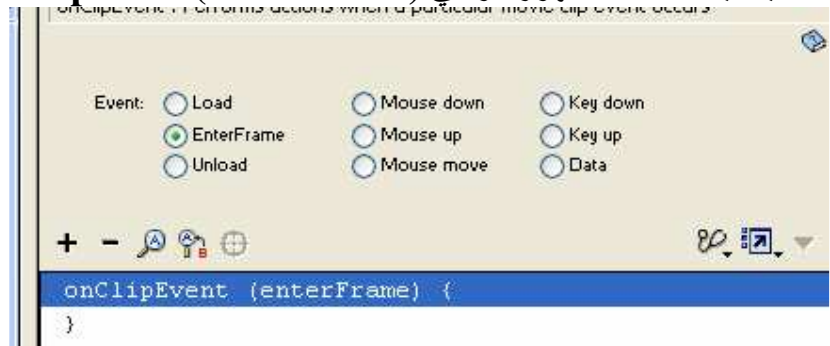 onClipEvent : Performs actions when a particular movie clip event occurs
Event: Load Mouse down Key down
EnterFrame Mouse up Key up
Unload Mouse move Data
onClipEvent (enterFrame) {
}